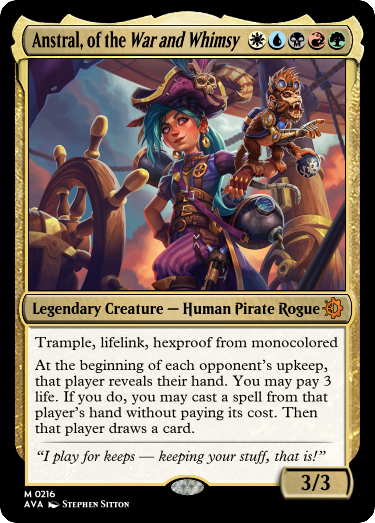 Anstral, of the War and Whimsy
Legendary Creature — Human Pirate Rogue
Trample, lifelink, hexproof from monocolored
At the beginning of each opponent's upkeep,
that player reveals their hand. You may pay 3
life. If you do, you may cast a spell from that
player's hand without paying its cost. Then
that player draws a card.
“I play for keeps — keeping your stuff, that is!”
3/3
M 0216
AVA Stephen Sitton